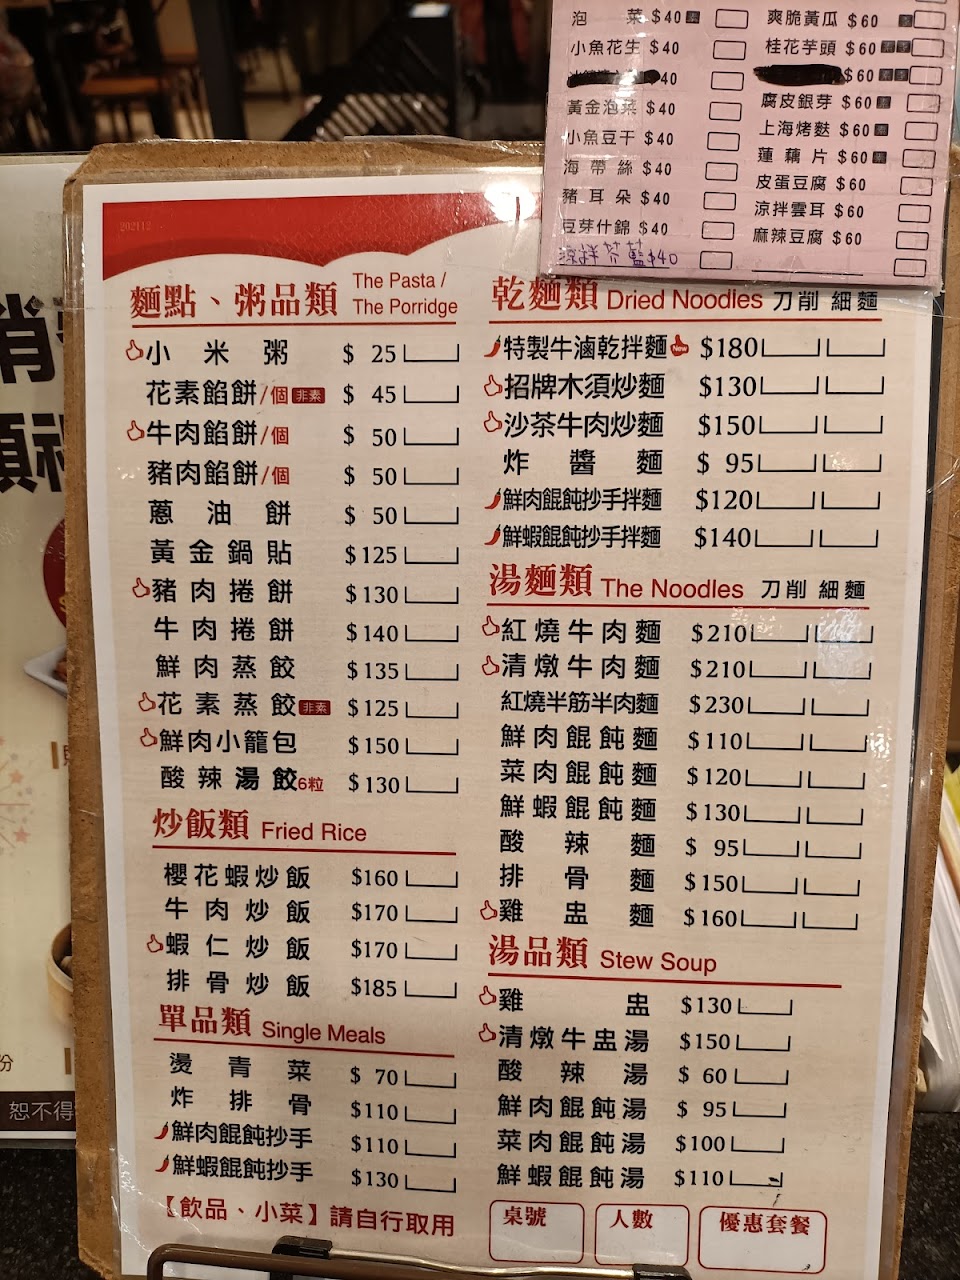 泡菜 $40 素
小魚花生 $40
$40
黃金泡菜 $40
小魚豆干 $40
海帶絲 $40
豬耳朵 $40
豆芽什錦 $40
涼拌芥藍 $40
爽脆黃瓜 $60
桂花芋頭 $60
$60
腐皮銀芽 $60
上海烤麩 $60
蓮藕片 $60
皮蛋豆腐 $60
涼拌雲耳 $60
麻辣豆腐 $60
202112
麵點、粥品類 The Pasta / The Porridge
小米粥 $ 25
花素餡餅/個 非素 $ 45
牛肉餡餅/個 $ 50
豬肉餡餅/個 $ 50
蔥油餅 $ 50
黃金鍋貼 $125
豬肉捲餅 $130
牛肉捲餅 $140
鮮肉蒸餃 $135
花素蒸餃 非素 $125
鮮肉小籠包 $150
酸辣湯餃6粒 $130
炒飯類 Fried Rice
櫻花蝦炒飯 $160
牛肉炒飯 $170
蝦仁炒飯 $170
排骨炒飯 $185
單品類 Single Meals
燙青菜 $ 70
炸排骨 $110
鮮肉餛飩抄手 $110
鮮蝦餛飩抄手 $130
【飲品、小菜】請自行取用
乾麵類 Dried Noodles 刀削 細麵
特製牛滷乾拌麵 New $180
招牌木須炒麵 $130
沙茶牛肉炒麵 $150
炸醬麵 $ 95
鮮肉餛飩抄手拌麵 $120
鮮蝦餛飩抄手拌麵 $140
湯麵類 The Noodles 刀削 細麵
紅燒牛肉麵 $210
清燉牛肉麵 $210
紅燒半筋半肉麵 $230
鮮肉餛飩麵 $110
菜肉餛飩麵 $120
鮮蝦餛飩麵 $130
酸辣麵 $ 95
排骨麵 $150
雞盅麵 $160
湯品類 Stew Soup
雞盅 $130
清燉牛盅湯 $150
酸辣湯 $ 60
鮮肉餛飩湯 $ 95
菜肉餛飩湯 $100
鮮蝦餛飩湯 $110
桌號
人數
優惠套餐
份
恕不得